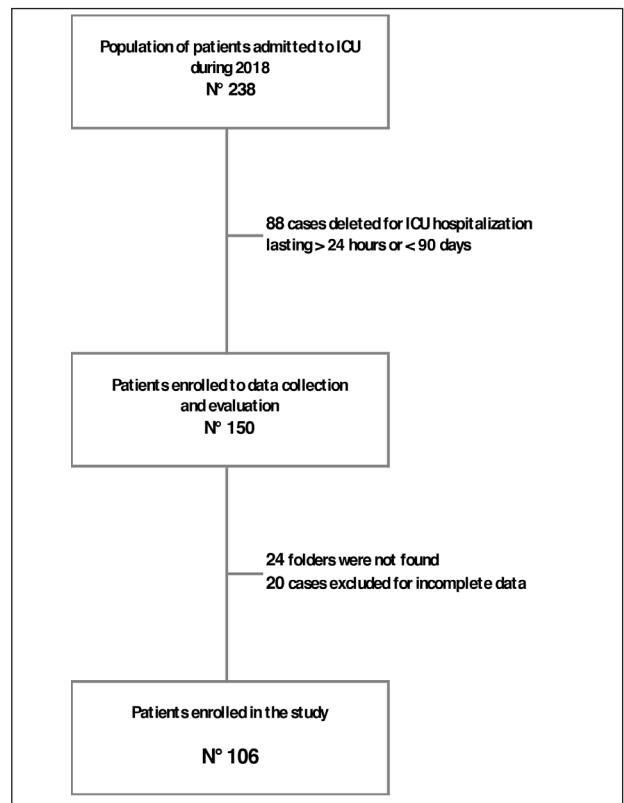 Population of patients admitted to ICU
during 2018
N° 238
88 cases deleted for ICU hospitalization
lasting > 24 hours or < 90 days
Patients enrolled to data collection
and evaluation
N° 150
24 folders were not found
20 cases excluded for incomplete data
Patients enrolled in the study
N° 106